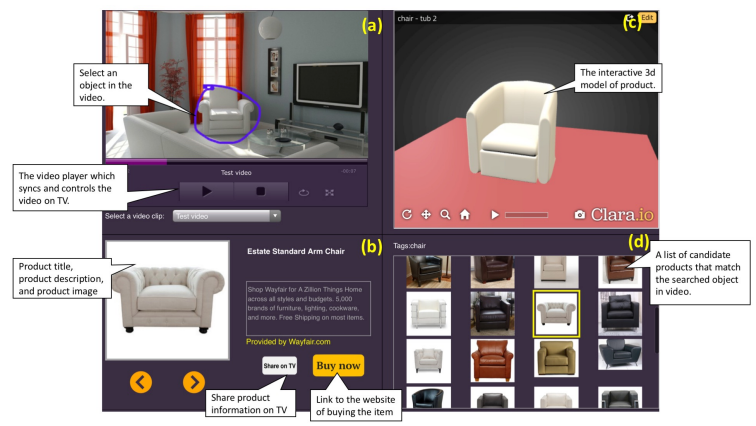 (a)
Select an
object in the
video.
Test video
-00:07
The video player which
syncs and controls the
video on TV.
Select a video clip:
Test video
(c)
chair - tub 2
Edit
The interactive 3d
model of product.
Clara.io
(b)
Product title,
product description,
and product image
Estate Standard Arm Chair
Shop Wayfair for A Zillion Things Home
across all styles and budgets. 5,000
brands of furniture, lighting, cookware,
and more. Free Shipping on most items.
Provided by Wayfair.com
Share on TV
Buy now
Share product
information on TV
Link to the website
of buying the item
(d)
Tags:chair
A list of candidate
products that match
the searched object
in video.